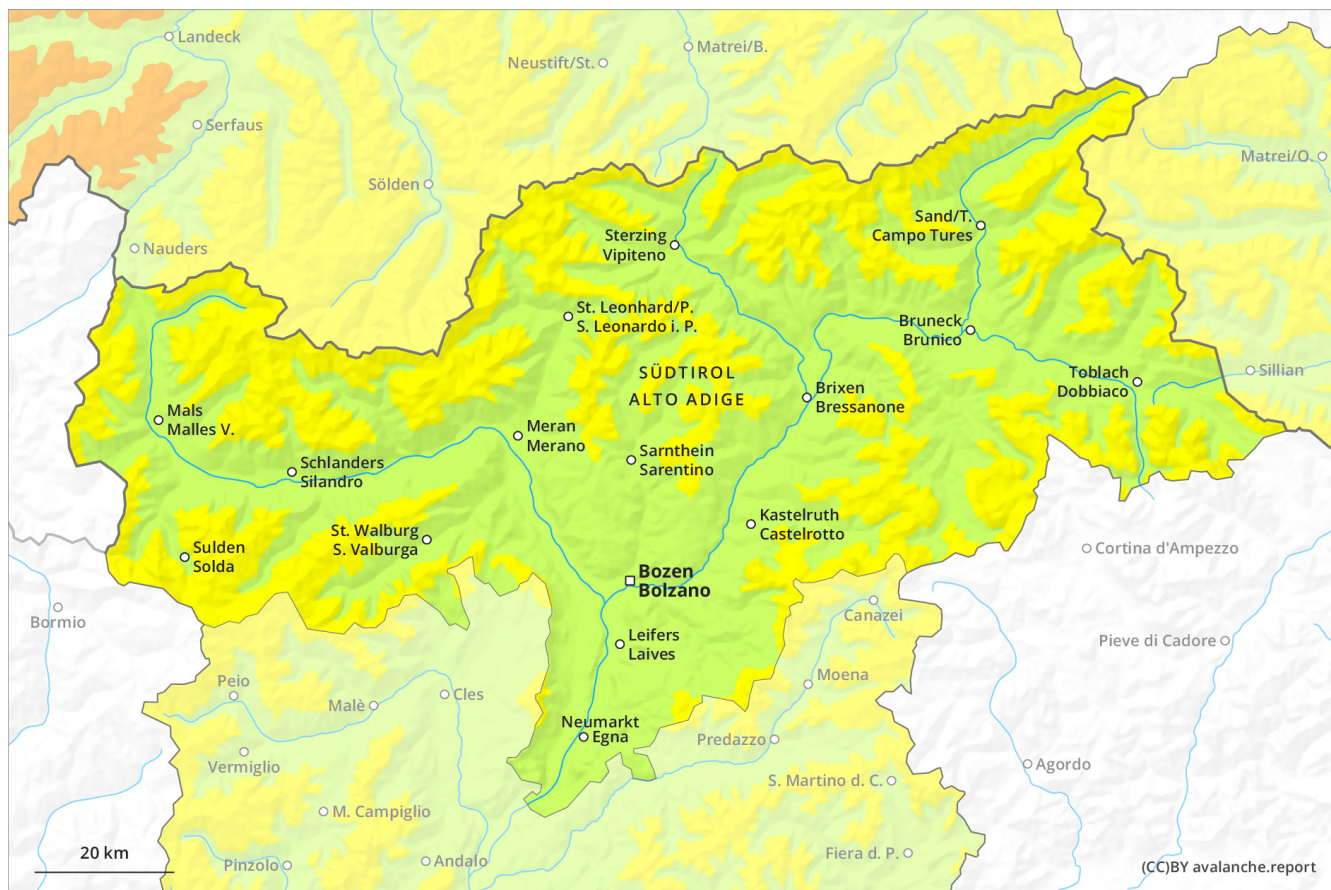 Landeck
Matrei/B.
Neustift/St.
Serfaus
Matrei/O.
Sölden
Sand/T.
Campo Tures
Sterzing
Vipiteno
Nauders
St. Leonhard/P.
S. Leonardo i. P.
Bruneck
Brunico
SÜDTIROL
ALTO ADIGE
Toblach
Dobbiaco
Sillian
Brixen
Bressanone
Mals
Malles V.
Meran
Merano
Sarnthein
Sarentino
Schlanders
Silandro
Kastelruth
Castelrotto
St. Walburg
S. Valburga
Sulden
Solda
Cortina d'Ampezzo
Bozen
Bolzano
Bormio
Canazei
Leifers
Laives
Pieve di Cadore
Peio
Moena
Cles
Malè
Neumarkt
Egna
Predazzo
Vermiglio
Agordo
S. Martino d. C.
M. Campiglio
20 km
Pinzolo
Andalo
Fiera d. P.
(CC)BY avalanche.report